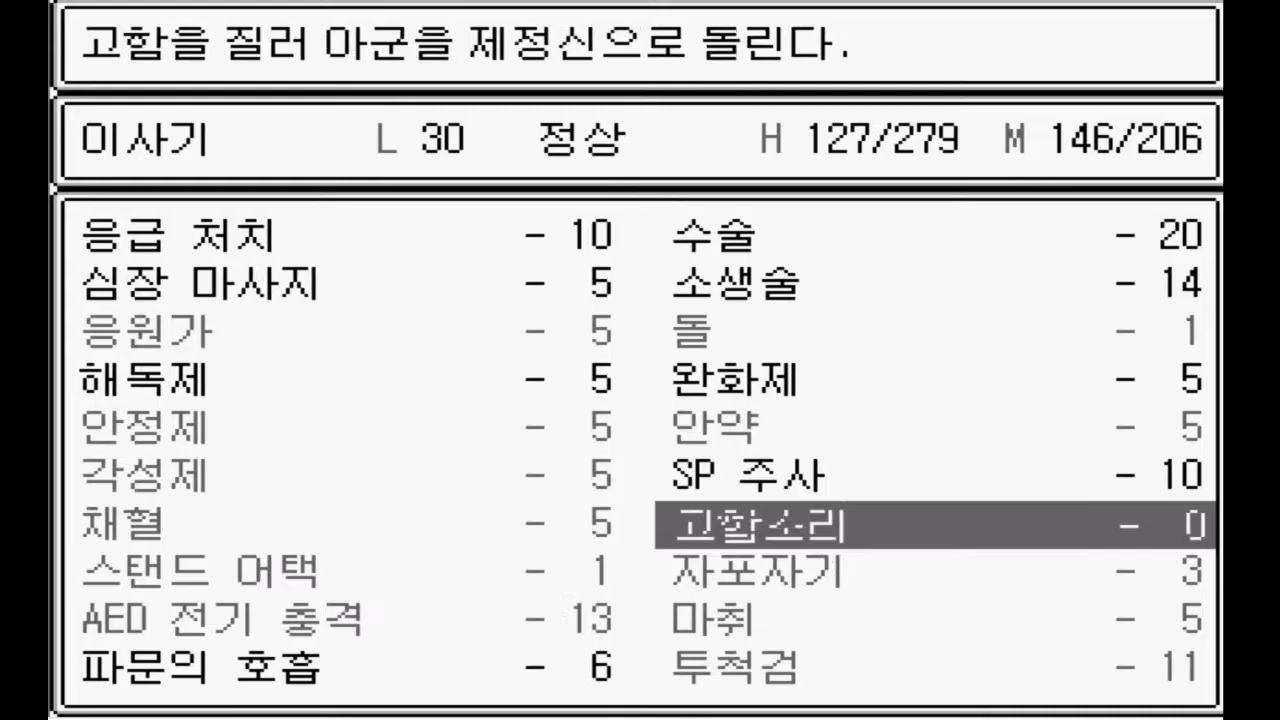 고함을 질러 아군을 제정신으로 돌린다.
이사기 L 30 정상 H 127/279 M 146/206
응급 처치 - 10 수술 - 20
심장 마사지 - 5 소생술 - 14
응원가 - 5 돌 - 1
해독제 - 5 완화제 - 5
안정제 - 5 안약 - 5
각성제 - 5 SP 주사 - 10
채혈 - 5 고함소리 - 0
스탠드 어택 - 1 자포자기 - 3
AED 전기 충격 - 13 마취 - 5
파문의 호흡 - 6 투척검 - 11